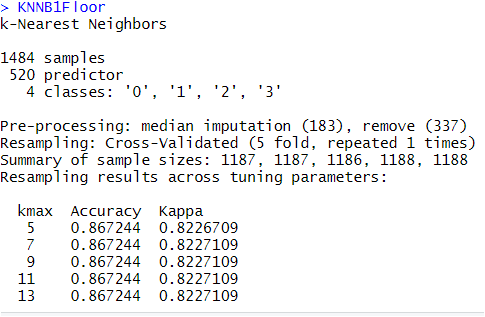 > KNNB1Floor
k-Nearest Neighbors
1484 samples
520 predictor
4 classes: '0', '1', '2', '3'
Pre-processing: median imputation (183), remove (337)
Resampling: Cross-Validated (5 fold, repeated 1 times)
Summary of sample sizes: 1187, 1187, 1186, 1188, 1188
Resampling results across tuning parameters:
kmax Accuracy Kappa
5 0.867244 0.8226709
7 0.867244 0.8227109
9 0.867244 0.8227109
11 0.867244 0.8227109
13 0.867244 0.8227109